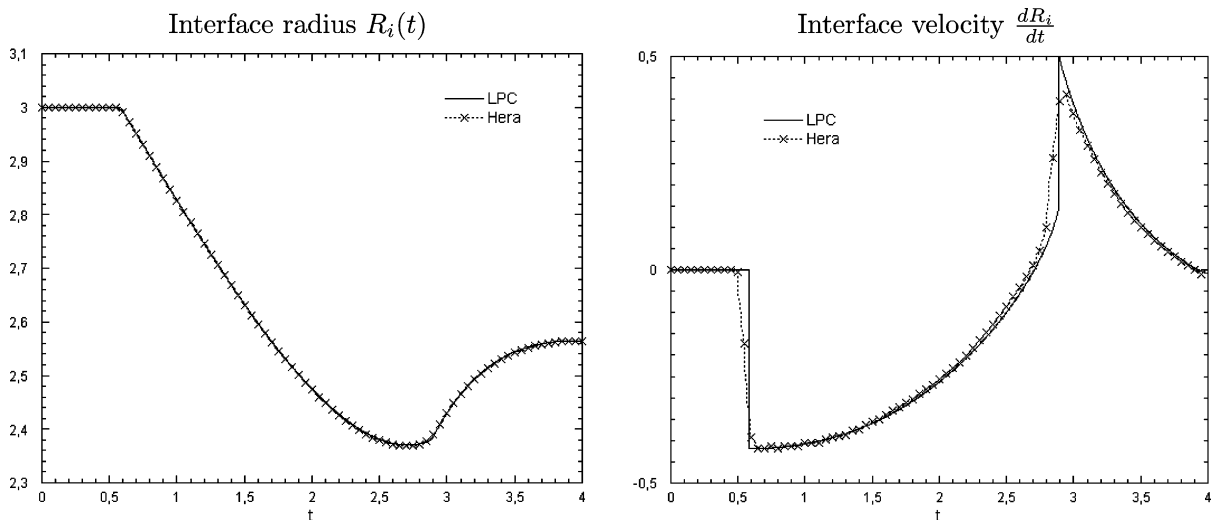 Interface radius R_i(t)
3,1
3
2,9
2,8
2,7
2,6
2,5
2,4
2,3
0 0,5 1 1,5 2 2,5 3 3,5 4
t
LPC
Hera
Interface velocity dR_i/dt
0,5
0
-0,5
0 0,5 1 1,5 2 2,5 3 3,5 4
t
LPC
Hera